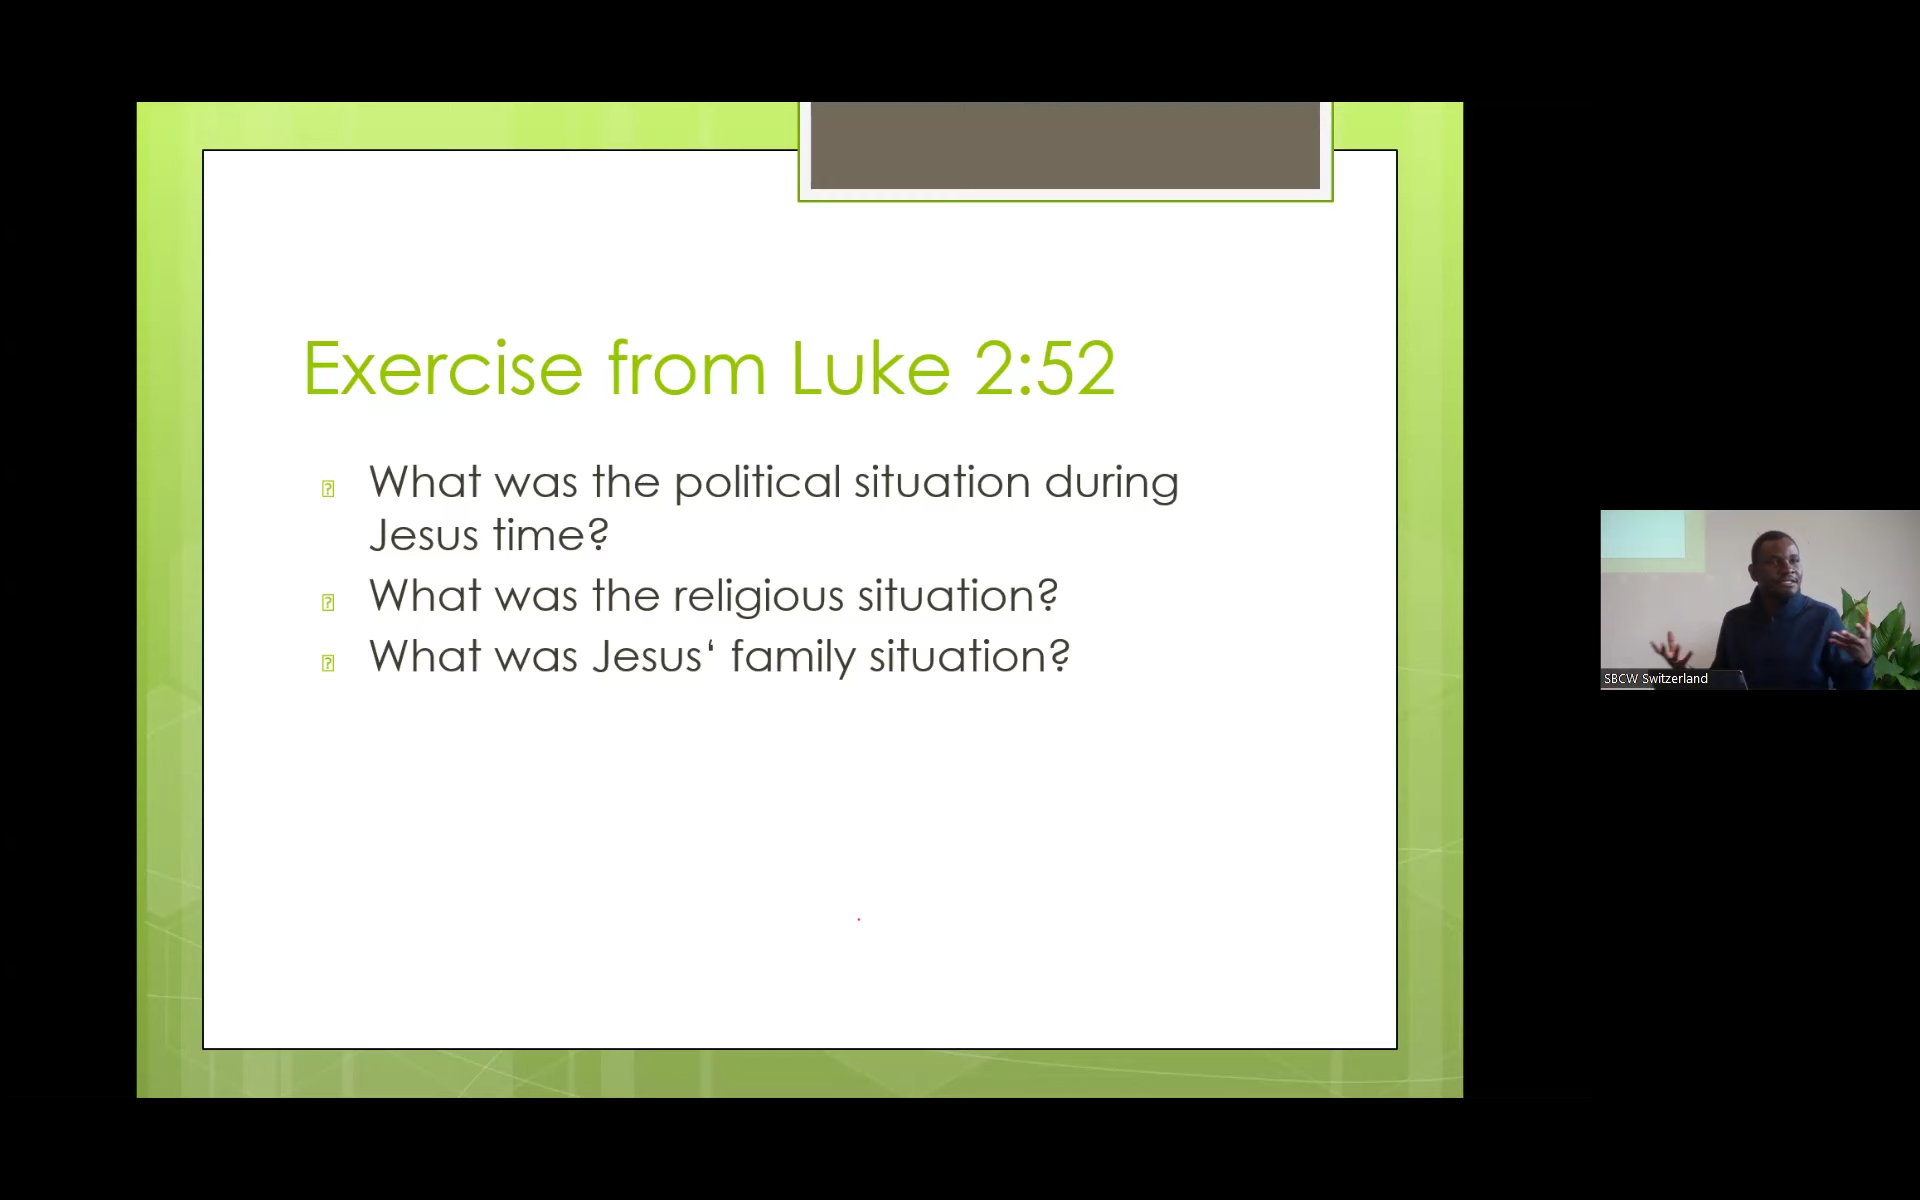 Exercise from Luke 2:52
What was the political situation during
Jesus time?
What was the religious situation?
What was Jesus‘ family situation?
SBCW Switzerland